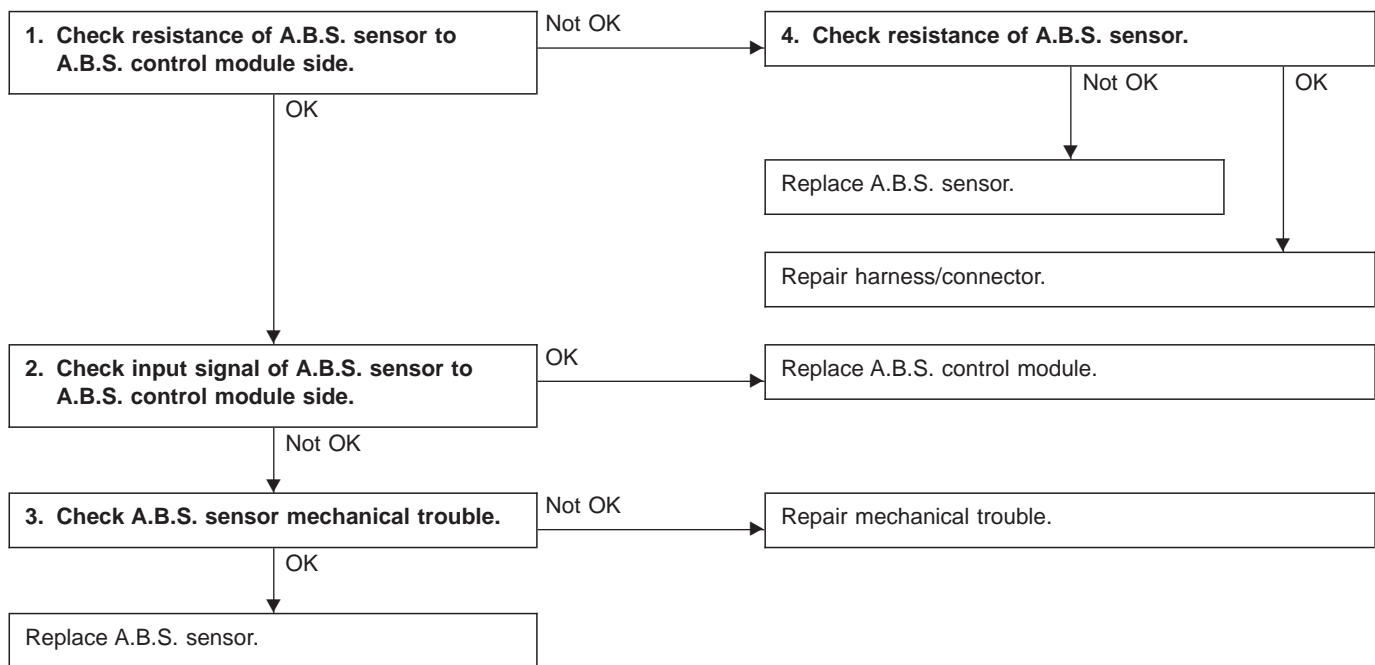 1. Check resistance of A.B.S. sensor to
A.B.S. control module side.
Not OK
4. Check resistance of A.B.S. sensor.
OK
Not OK
OK
Replace A.B.S. sensor.
Repair harness/connector.
2. Check input signal of A.B.S. sensor to
A.B.S. control module side.
OK
Replace A.B.S. control module.
Not OK
3. Check A.B.S. sensor mechanical trouble.
Not OK
Repair mechanical trouble.
OK
Replace A.B.S. sensor.